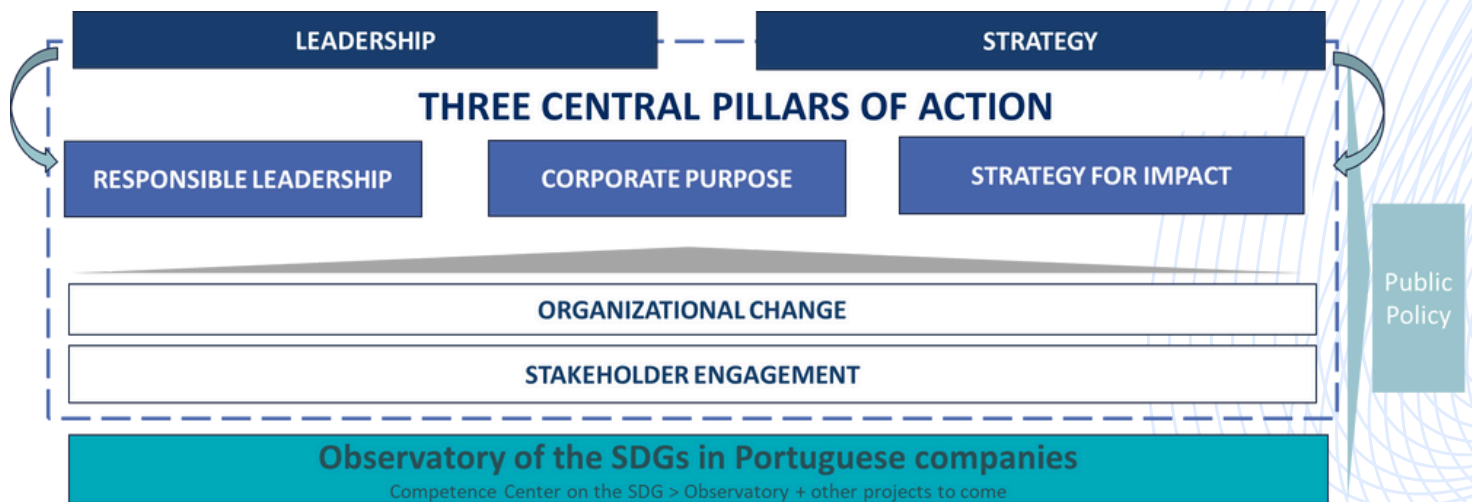 LEADERSHIP
STRATEGY
THREE CENTRAL PILLARS OF ACTION
RESPONSIBLE LEADERSHIP
CORPORATE PURPOSE
STRATEGY FOR IMPACT
ORGANIZATIONAL CHANGE
STAKEHOLDER ENGAGEMENT
Public
Policy
Observatory of the SDGs in Portuguese companies
Competence Center on the SDG > Observatory + other projects to come